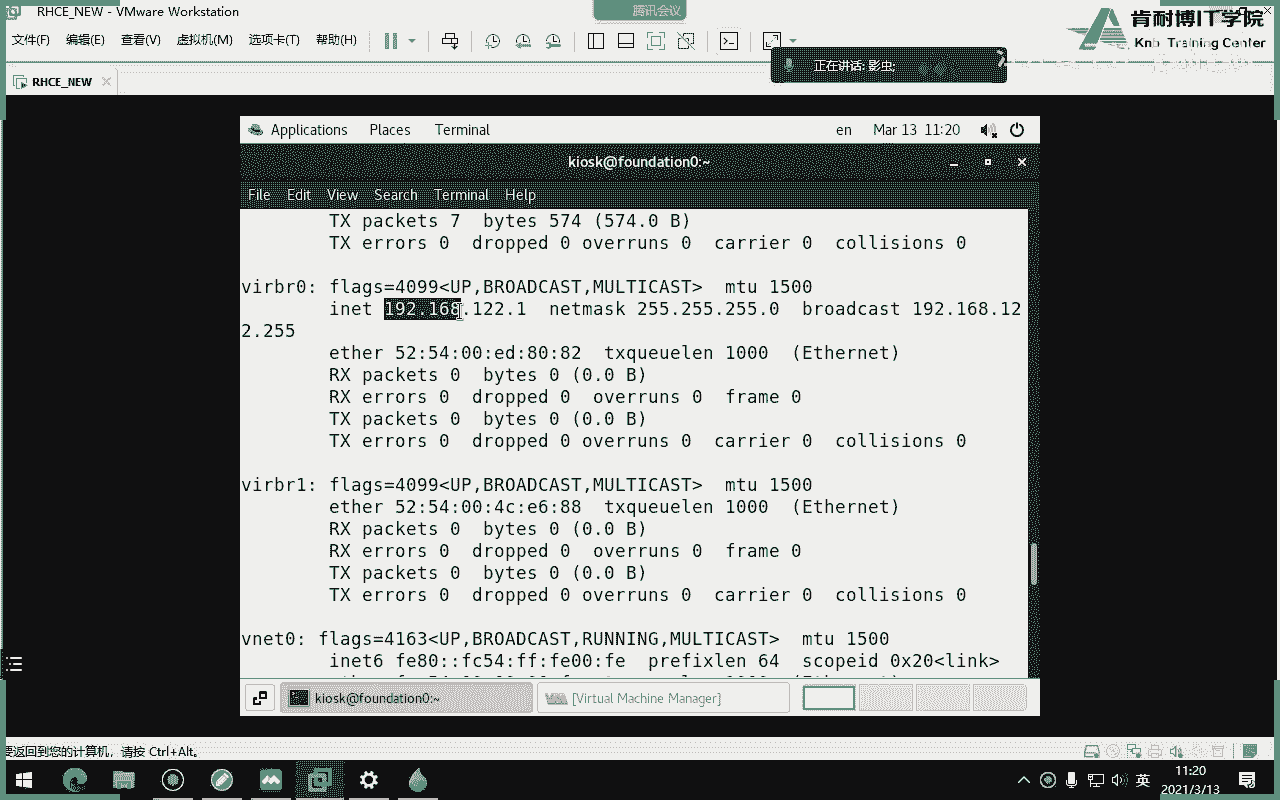 RHCE_NEW - VMware Workstation
腾讯会议
肯耐博IT学院
Knb Training Center
文件(F) 编辑(E) 查看(V) 虚拟机(M) 选项卡(T) 帮助(H)
正在讲话: 影虫;
RHCE_NEW
Applications Places Terminal en Mar 13 11:20
kiosk@foundation0:~
File Edit View Search Terminal Help
TX packets 7 bytes 574 (574.0 B)
TX errors 0 dropped 0 overruns 0 carrier 0 collisions 0
virbr0: flags=4099<UP,BROADCAST,MULTICAST> mtu 1500
inet 192.168.122.1 netmask 255.255.255.0 broadcast 192.168.12
2.255
ether 52:54:00:ed:80:82 txqueuelen 1000 (Ethernet)
RX packets 0 bytes 0 (0.0 B)
RX errors 0 dropped 0 overruns 0 frame 0
TX packets 0 bytes 0 (0.0 B)
TX errors 0 dropped 0 overruns 0 carrier 0 collisions 0
virbr1: flags=4099<UP,BROADCAST,MULTICAST> mtu 1500
ether 52:54:00:4c:e6:88 txqueuelen 1000 (Ethernet)
RX packets 0 bytes 0 (0.0 B)
RX errors 0 dropped 0 overruns 0 frame 0
TX packets 0 bytes 0 (0.0 B)
TX errors 0 dropped 0 overruns 0 carrier 0 collisions 0
vnet0: flags=4163<UP,BROADCAST,RUNNING,MULTICAST> mtu 1500
inet6 fe80::fc54:ff:fe00:fe prefixlen 64 scopeid 0x20<link>
kiosk@foundation0:~ [Virtual Machine Manager]
要返回到您的计算机，请按 Ctrl+Alt。
英
11:20
2021/3/13